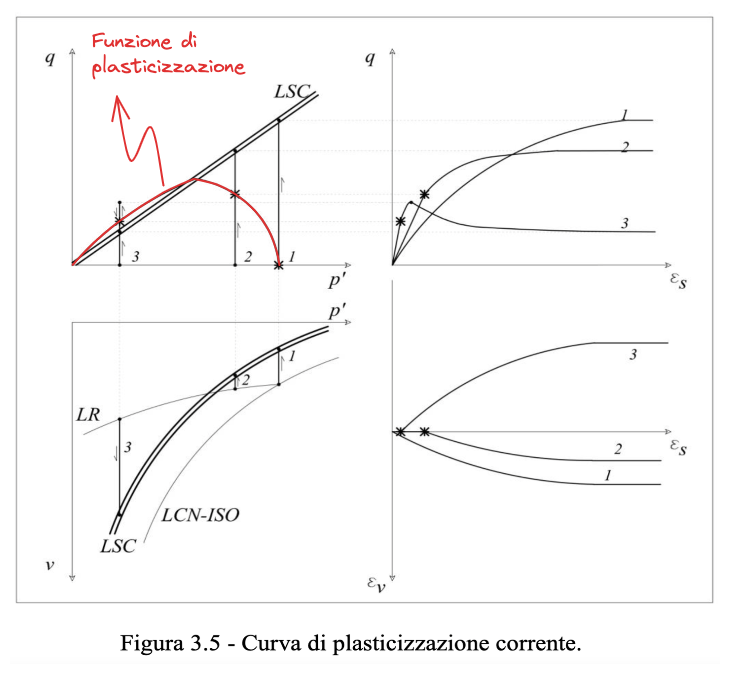 Funzione di
plasticizzazione
q
LSC
3
2
1
p'
q
1
2
3
εs
p'
1
2
LR
3
LCN-ISO
LSC
v
3
εs
2
1
εv
Figura 3.5 - Curva di plasticizzazione corrente.